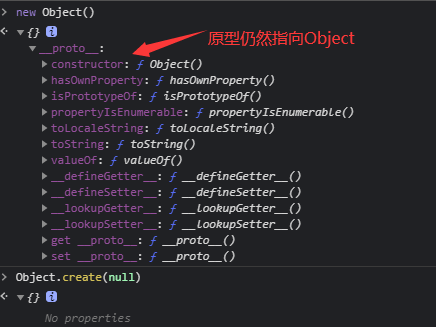 > new Object()
<· ▼ {} i
▼ __proto__:
▶ constructor: ƒ Object()
▶ hasOwnProperty: ƒ hasOwnProperty()
▶ isPrototypeOf: ƒ isPrototypeOf()
▶ propertyIsEnumerable: ƒ propertyIsEnumerable()
▶ toLocaleString: ƒ toLocaleString()
▶ toString: ƒ toString()
▶ valueOf: ƒ valueOf()
▶ __defineGetter__: ƒ __defineGetter__()
▶ __defineSetter__: ƒ __defineSetter__()
▶ __lookupGetter__: ƒ __lookupGetter__()
▶ __lookupSetter__: ƒ __lookupSetter__()
▶ get __proto__: ƒ __proto__()
▶ set __proto__: ƒ __proto__()
原型仍然指向Object
> Object.create(null)
<· ▼ {} i
No properties